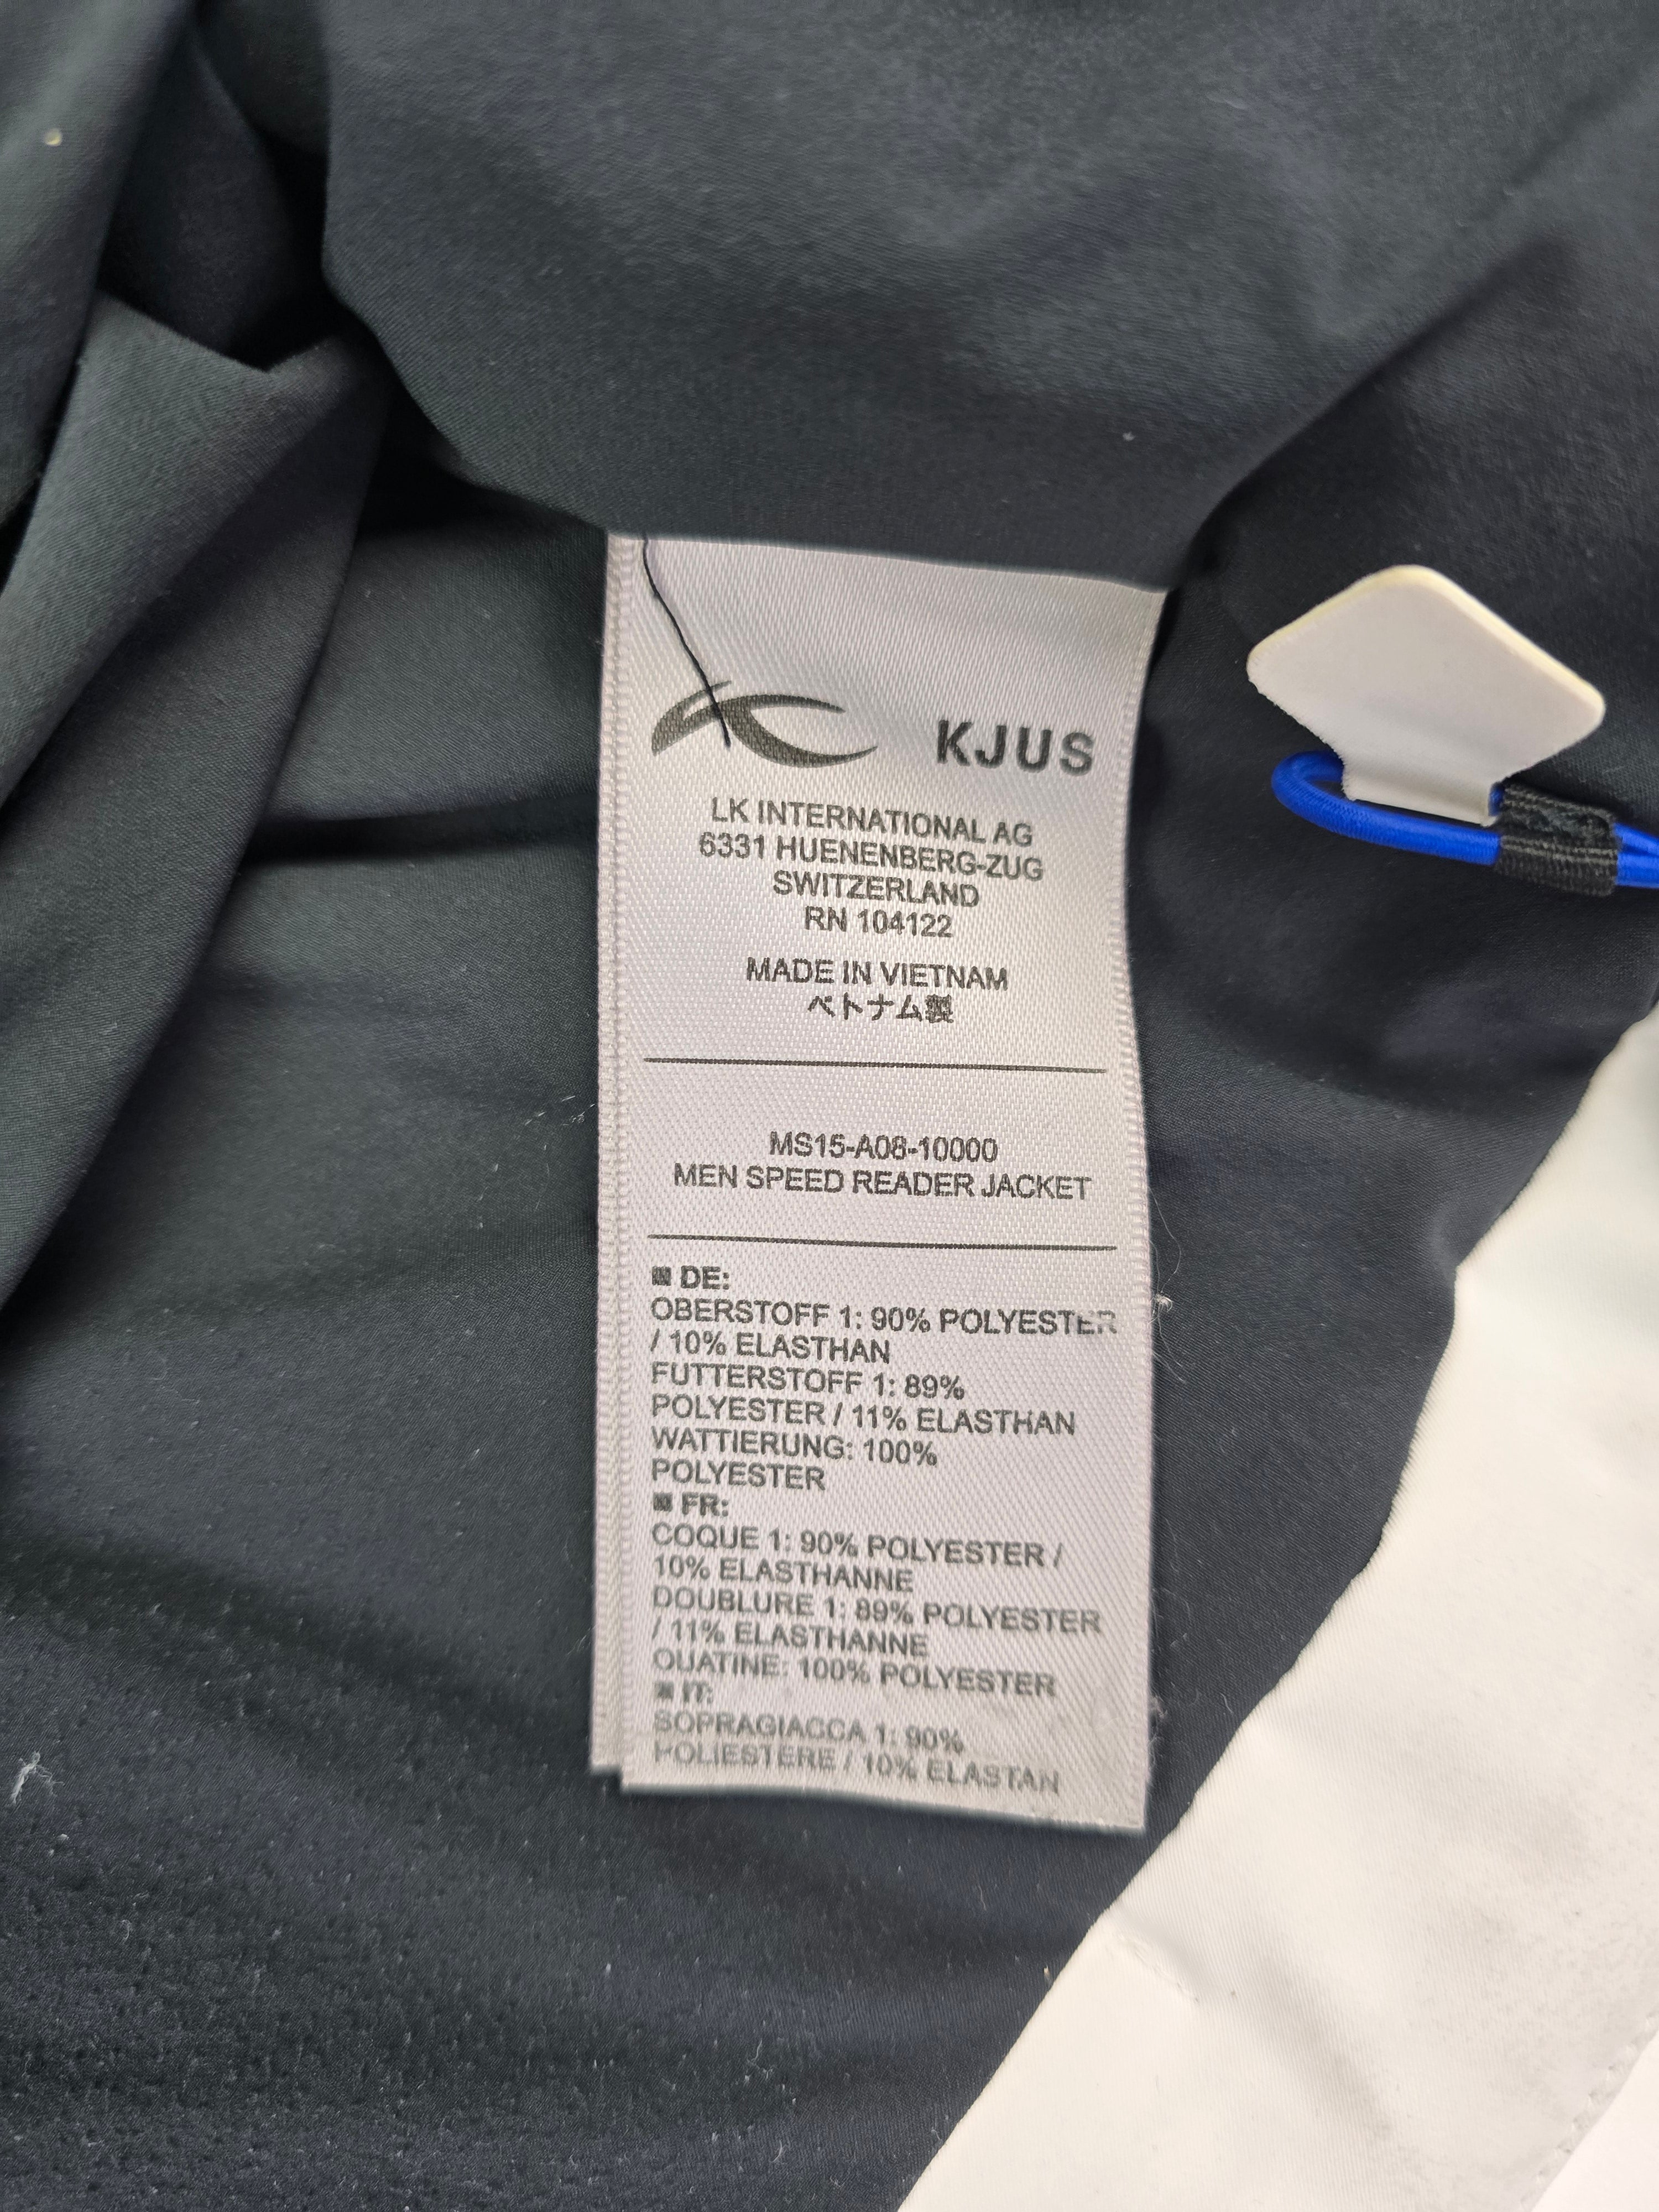 KJUS
LK INTERNATIONAL AG
6331 HUENENBERG-ZUG
SWITZERLAND
RN 104122
MADE IN VIETNAM
ベトナム製
MS15-A08-10000
MEN SPEED READER JACKET
■ DE:
OBERSTOFF 1: 90% POLYESTER
/ 10% ELASTHAN
FUTTERSTOFF 1: 89%
POLYESTER / 11% ELASTHAN
WATTIERUNG: 100%
POLYESTER
■ FR:
COQUE 1: 90% POLYESTER /
10% ELASTHANNE
DOUBLURE 1: 89% POLYESTER
/ 11% ELASTHANNE
OUATINE: 100% POLYESTER
■ IT:
SOPRAGIACCA 1: 90%
POLIESTERE / 10% ELASTAN